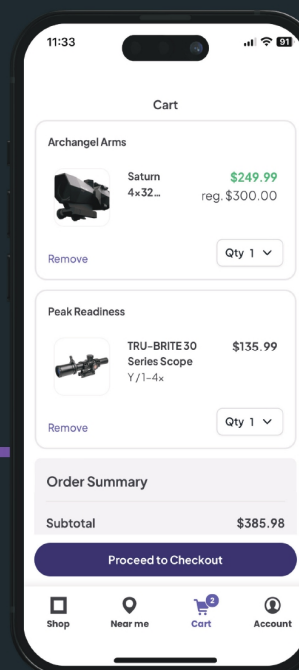 11:33
91
Cart
Archangel Arms
Saturn
4×32...
$249.99
reg. $300.00
Remove
Qty 1
Peak Readiness
TRU-BRITE 30
Series Scope
Y/1-4×
$135.99
Remove
Qty 1
Order Summary
Subtotal $385.98
Proceed to Checkout
2
Shop Near me Cart Account